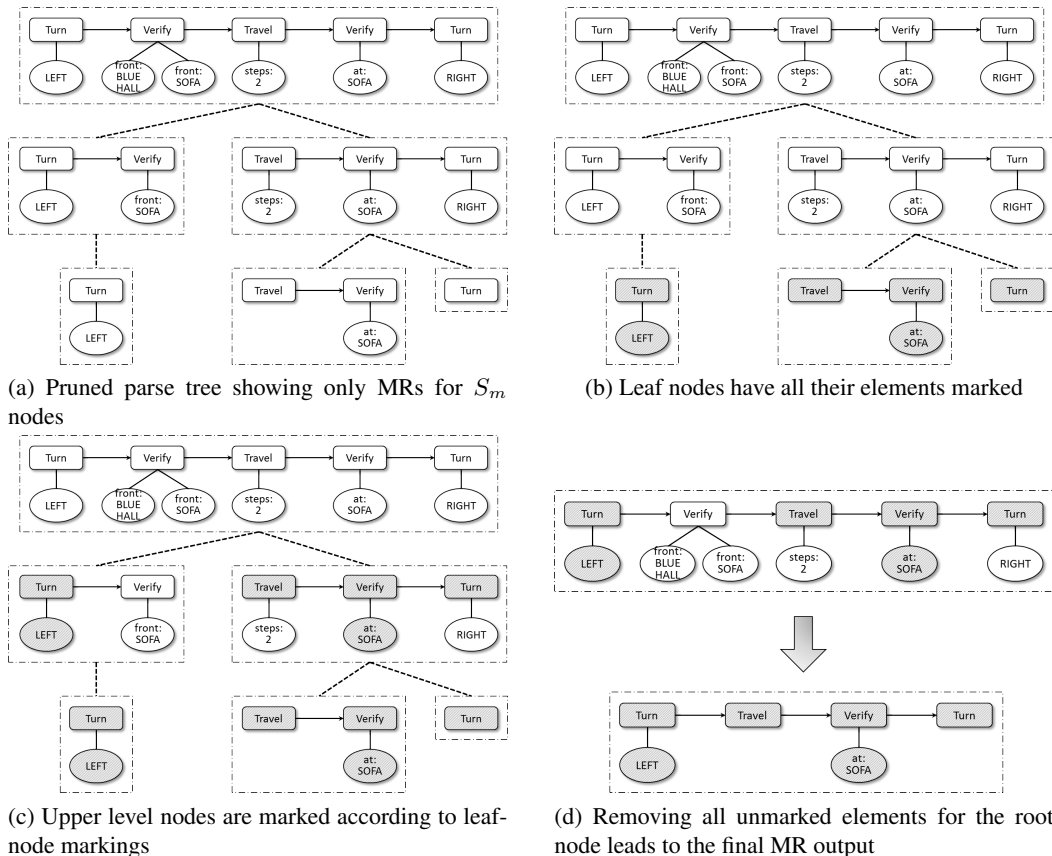 Turn Verify Travel Verify Turn
LEFT front: BLUE HALL front: SOFA steps: 2 at: SOFA RIGHT
Turn Verify Travel Verify Turn
LEFT front: SOFA steps: 2 at: SOFA RIGHT
Turn Travel Verify Turn
LEFT at: SOFA
(a) Pruned parse tree showing only MRs for S_m
nodes
Turn Verify Travel Verify Turn
LEFT front: BLUE HALL front: SOFA steps: 2 at: SOFA RIGHT
Turn Verify Travel Verify Turn
LEFT front: SOFA steps: 2 at: SOFA RIGHT
Turn Travel Verify Turn
LEFT at: SOFA
(b) Leaf nodes have all their elements marked
Turn Verify Travel Verify Turn
LEFT front: BLUE HALL front: SOFA steps: 2 at: SOFA RIGHT
Turn Verify Travel Verify Turn
LEFT front: SOFA steps: 2 at: SOFA RIGHT
Turn Travel Verify Turn
LEFT at: SOFA
(c) Upper level nodes are marked according to leaf-
node markings
Turn Verify Travel Verify Turn
LEFT front: BLUE HALL front: SOFA steps: 2 at: SOFA RIGHT
Turn Travel Verify Turn
LEFT at: SOFA
(d) Removing all unmarked elements for the root
node leads to the final MR output